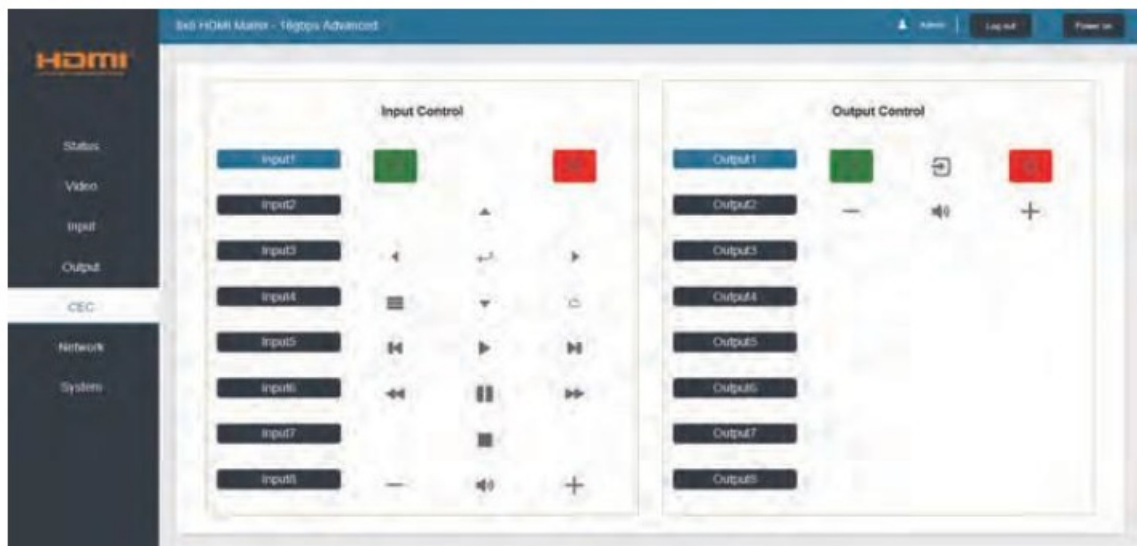 8x8 HDMI Matrix - 18gbps Advanced
Admin
Log out
Power on
HDMI
Status
Video
Input
Output
CEC
Network
System
Input Control
Input1
Input2
Input3
Input4
Input5
Input6
Input7
Input8
Output Control
Output1
Output2
Output3
Output4
Output5
Output6
Output7
Output8